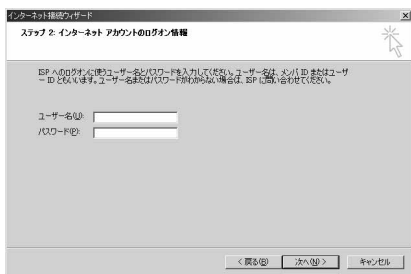 インターネット接続ウィザード
ステップ 2: インターネット アカウントのログオン情報
ISP へのログオンに使うユーザー名とパスワードを入力してください。ユーザー名は、メンバ ID またはユーザ
ー ID ともいいます。ユーザー名またはパスワードがわからない場合は、ISP に問い合わせてください。
ユーザー名(U):
パスワード(P):
< 戻る(B)
次へ(N) >
キャンセル